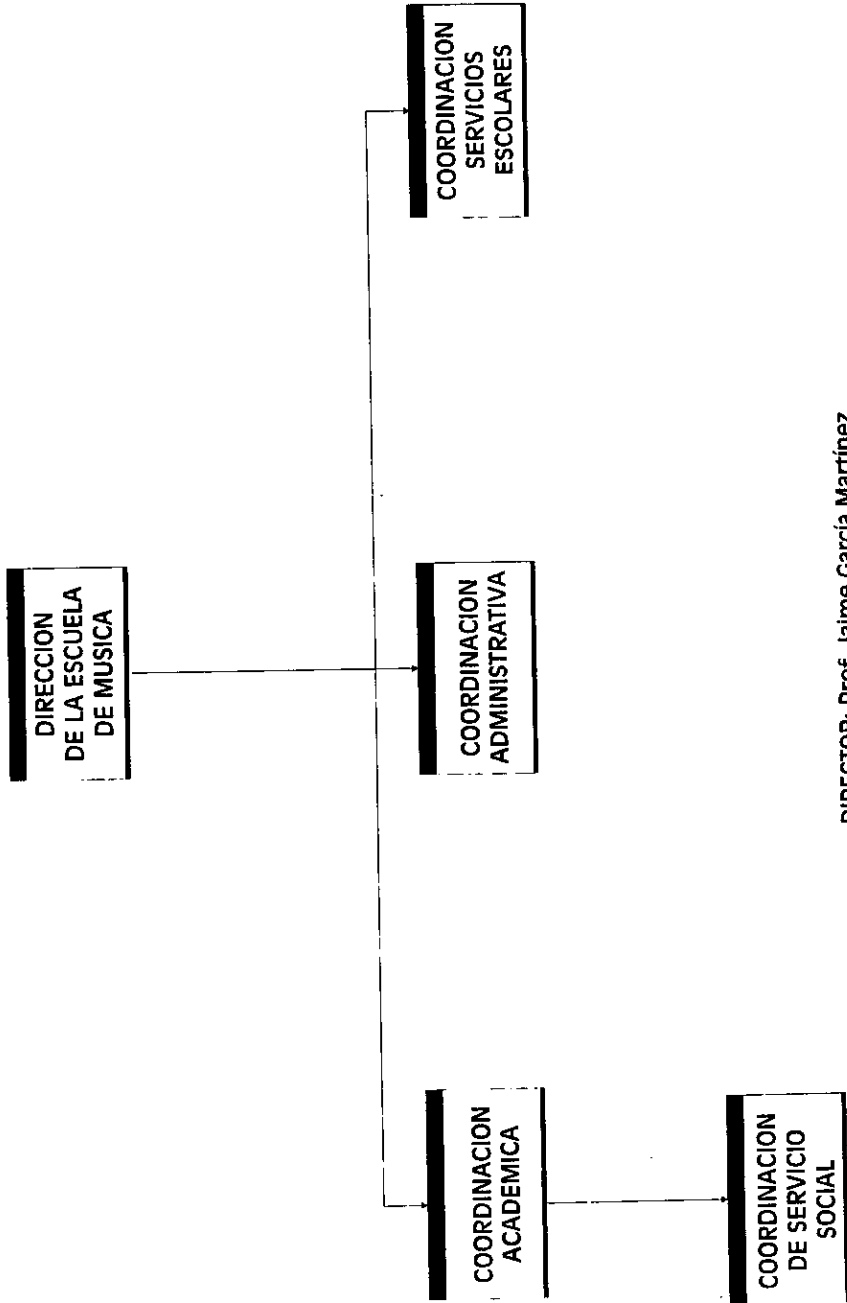 DIRECCION
DE LA ESCUELA
DE MUSICA
COORDINACION
ACADEMICA
COORDINACION
ADMINISTRATIVA
COORDINACION
SERVICIOS
ESCOLARES
COORDINACION
DE SERVICIO
SOCIAL
DIRECTOR: Prof. Jaime García Martínez